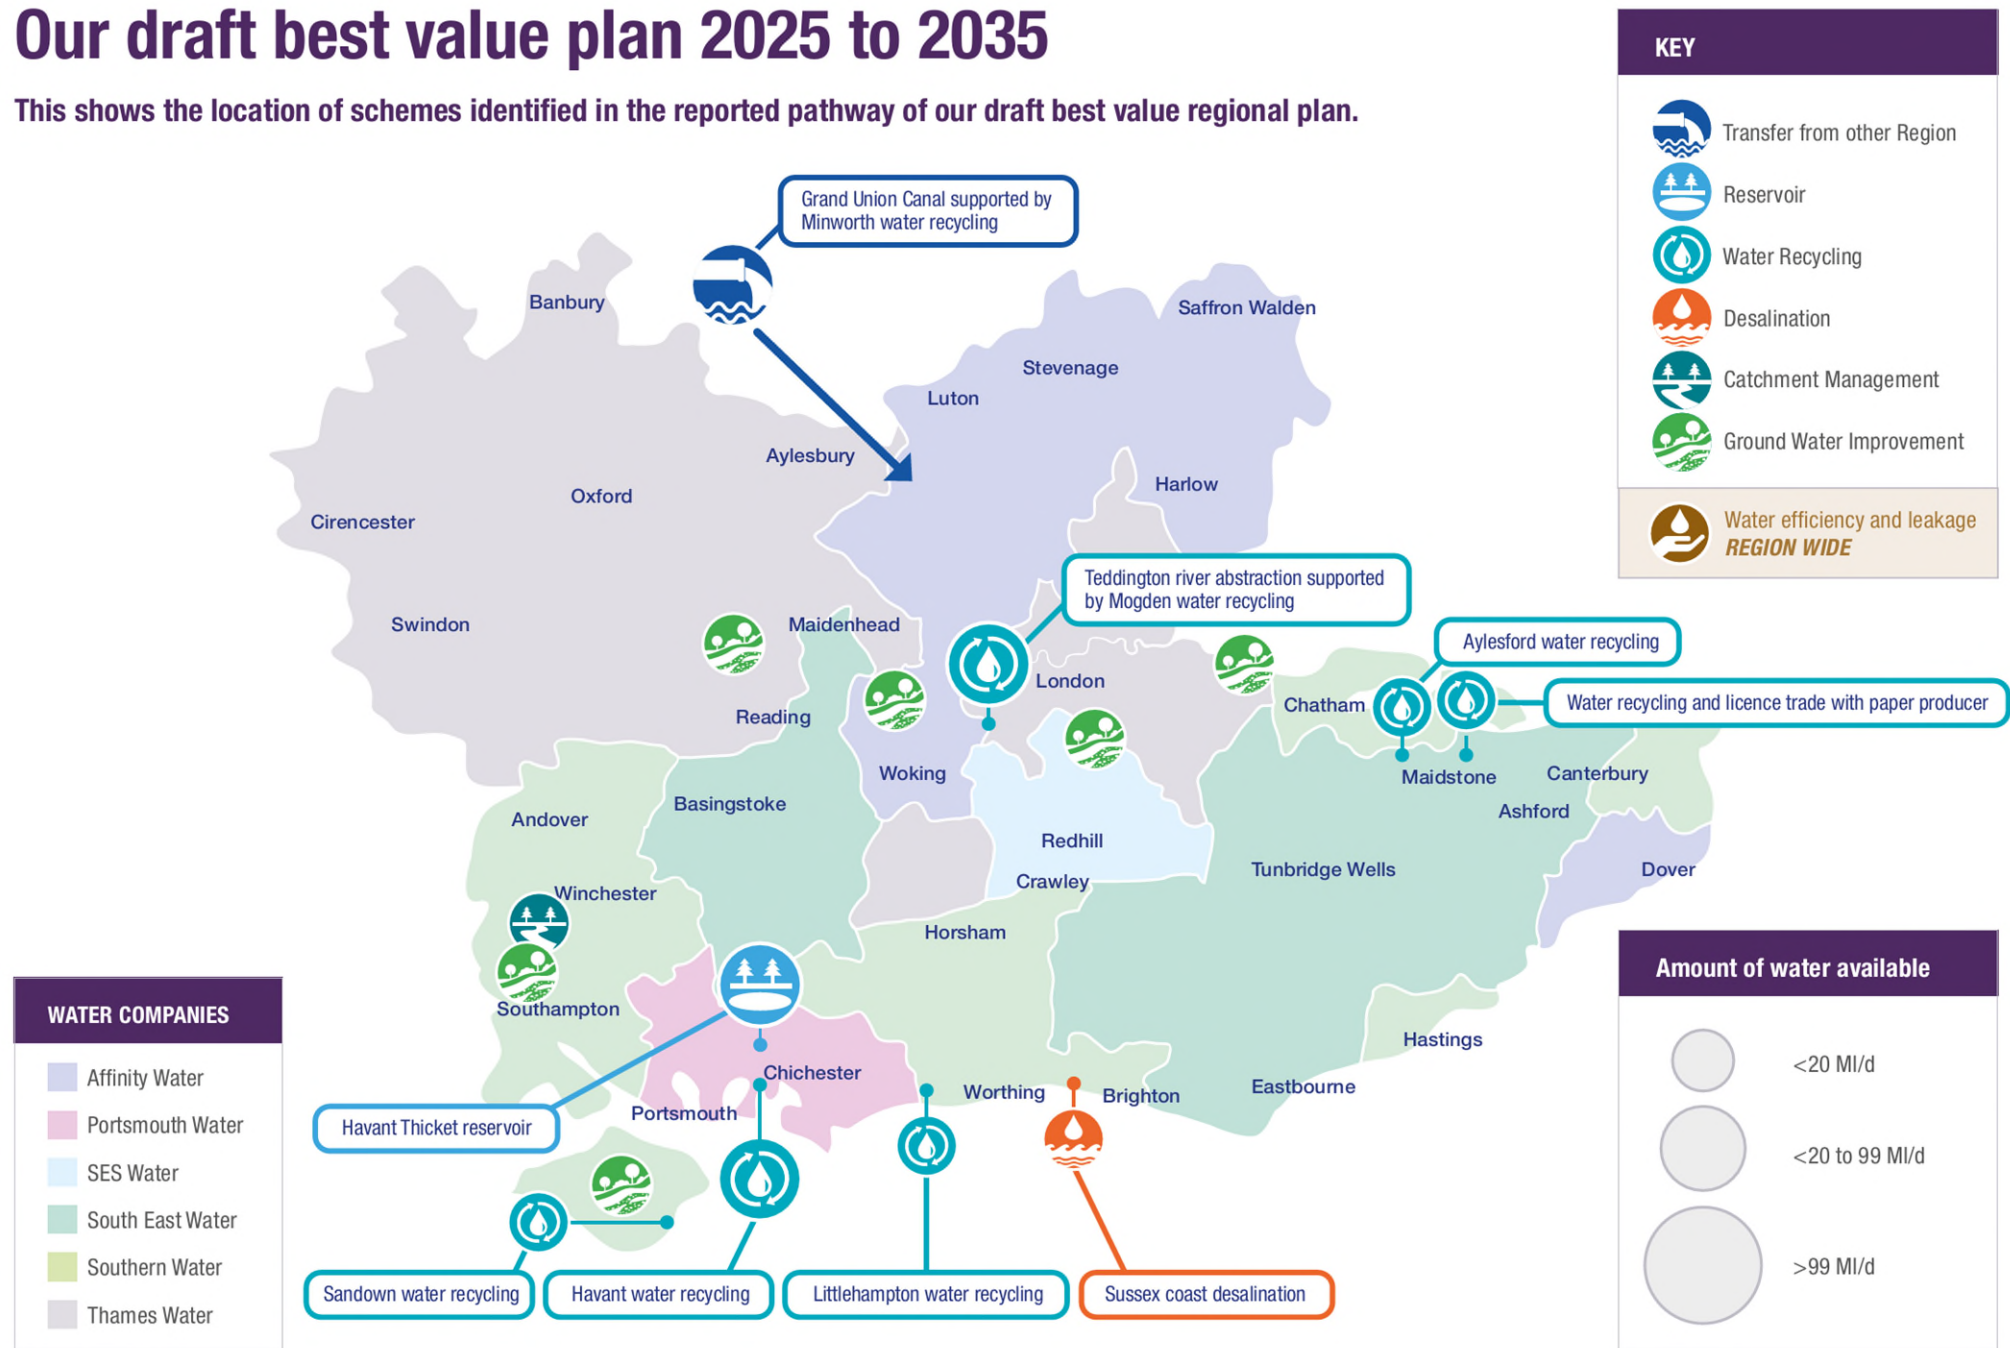 Our draft best value plan 2025 to 2035
This shows the location of schemes identified in the reported pathway of our draft best value regional plan.
KEY
Transfer from other Region
Reservoir
Water Recycling
Desalination
Catchment Management
Ground Water Improvement
Water efficiency and leakage
REGION WIDE
Grand Union Canal supported by
Minworth water recycling
Banbury
Saffron Walden
Stevenage
Luton
Aylesbury
Harlow
Oxford
Cirencester
Teddington river abstraction supported
by Mogden water recycling
Swindon
Maidenhead
Aylesford water recycling
London
Chatham
Water recycling and licence trade with paper producer
Reading
Woking
Maidstone
Canterbury
Basingstoke
Ashford
Andover
Redhill
Tunbridge Wells
Dover
Crawley
Winchester
Horsham
Southampton
Hastings
Chichester
Eastbourne
Worthing
Brighton
Portsmouth
Havant Thicket reservoir
Sandown water recycling
Havant water recycling
Littlehampton water recycling
Sussex coast desalination
WATER COMPANIES
Affinity Water
Portsmouth Water
SES Water
South East Water
Southern Water
Thames Water
Amount of water available
<20 Ml/d
<20 to 99 Ml/d
>99 Ml/d